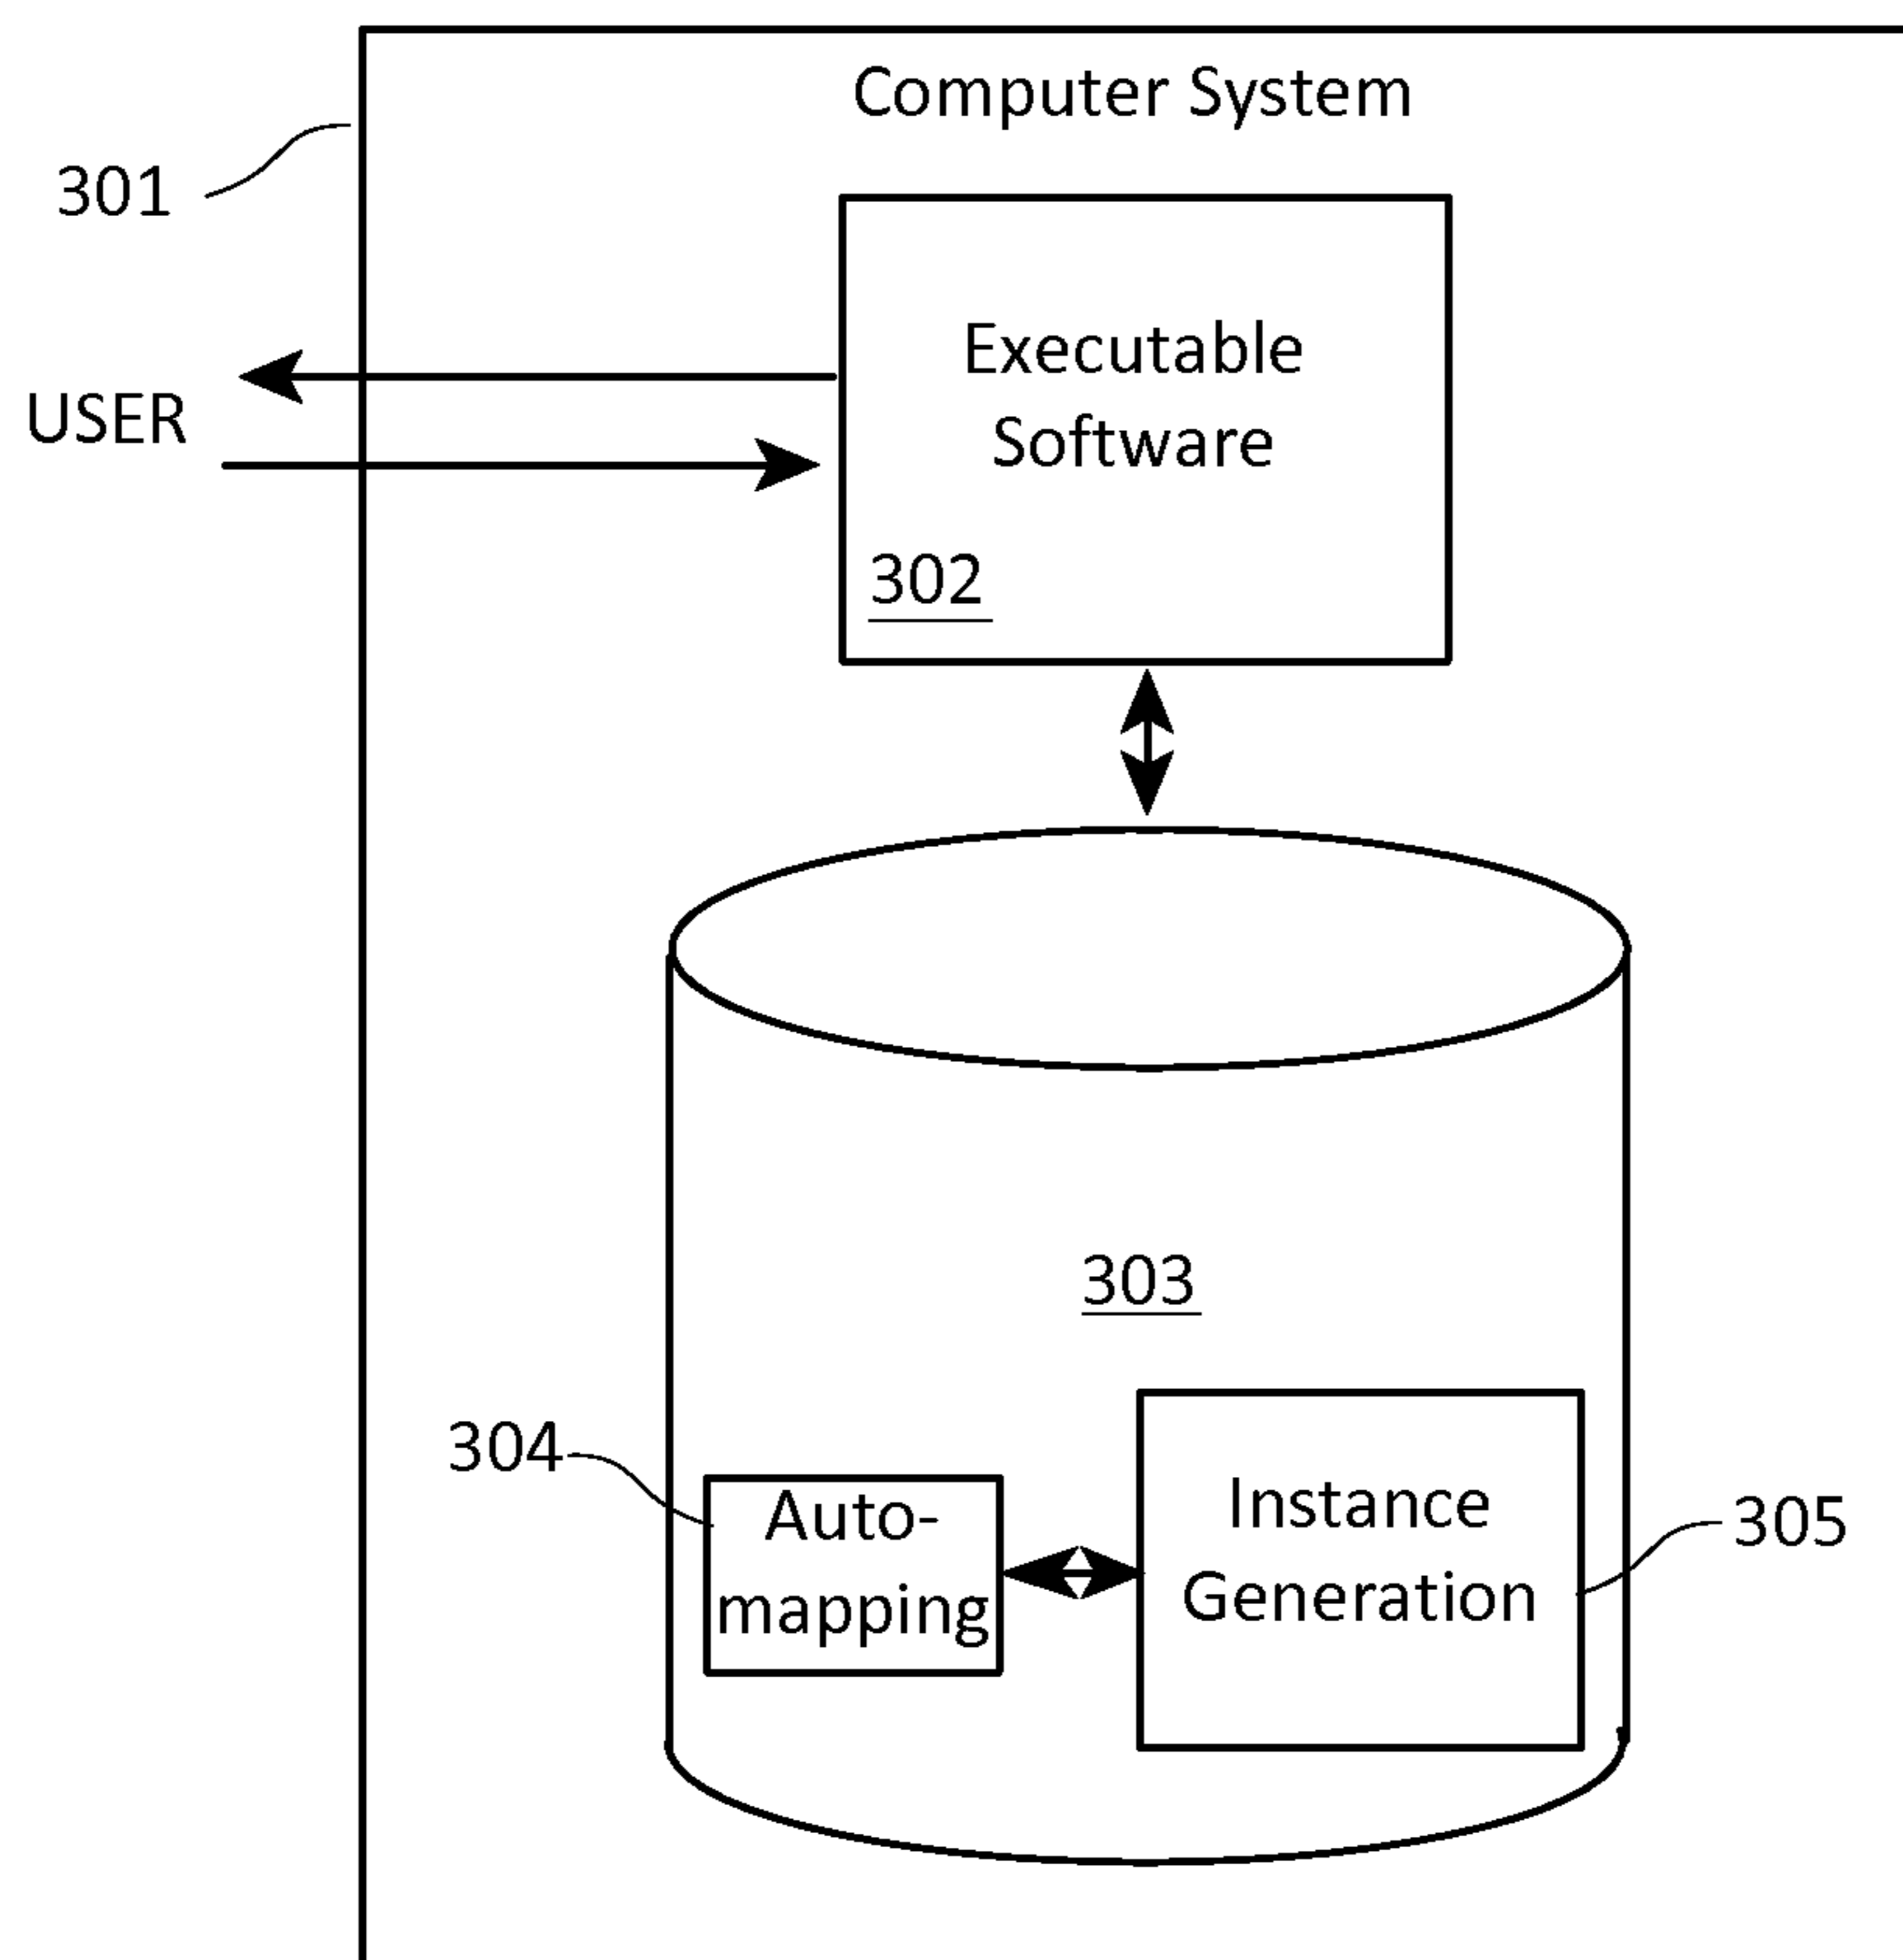 Computer System
301
Executable
Software
USER
302
303
304
Auto-
mapping
Instance
Generation
305